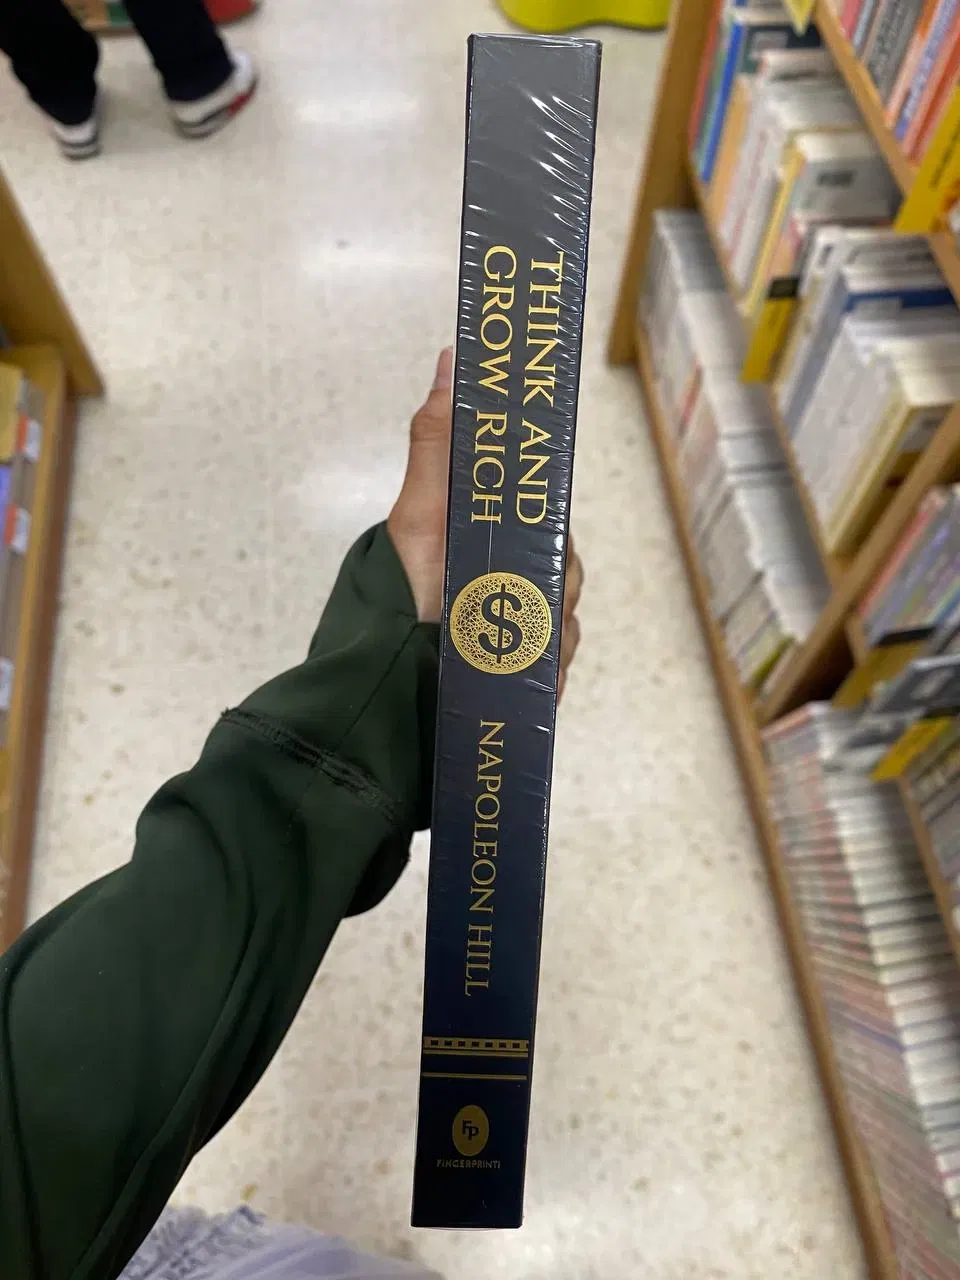 THINK AND
GROW RICH
$
NAPOLEON HILL
FP
FiNGERPRINT!